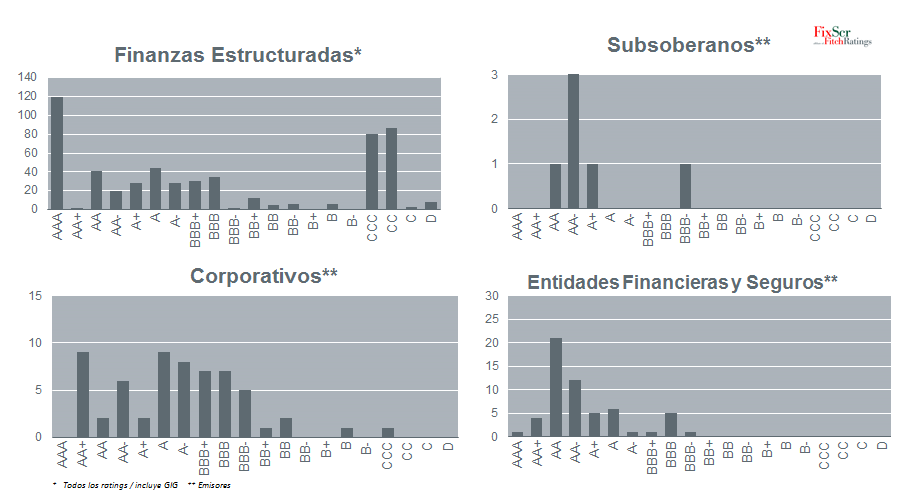 FixSer
FitchRatings
Finanzas Estructuradas*
140
120
100
80
60
40
20
0
AAA AA+ AA AA- A+ A A- BBB+ BBB BBB- BB+ BB BB- B+ B B- CCC CC C D
Subsoberanos**
3
2
1
0
AAA AA+ AA AA- A+ A A- BBB+ BBB BBB- BB+ BB BB- B+ B B- CCC CC C D
Corporativos**
15
10
5
0
AAA AA+ AA AA- A+ A A- BBB+ BBB BBB- BB+ BB BB- B+ B B- CCC CC C D
Entidades Financieras y Seguros**
30
25
20
15
10
5
0
AAA AA+ AA AA- A+ A A- BBB+ BBB BBB- BB+ BB BB- B+ B B- CCC CC C D
* Todos los ratings / incluye GIG ** Emisores